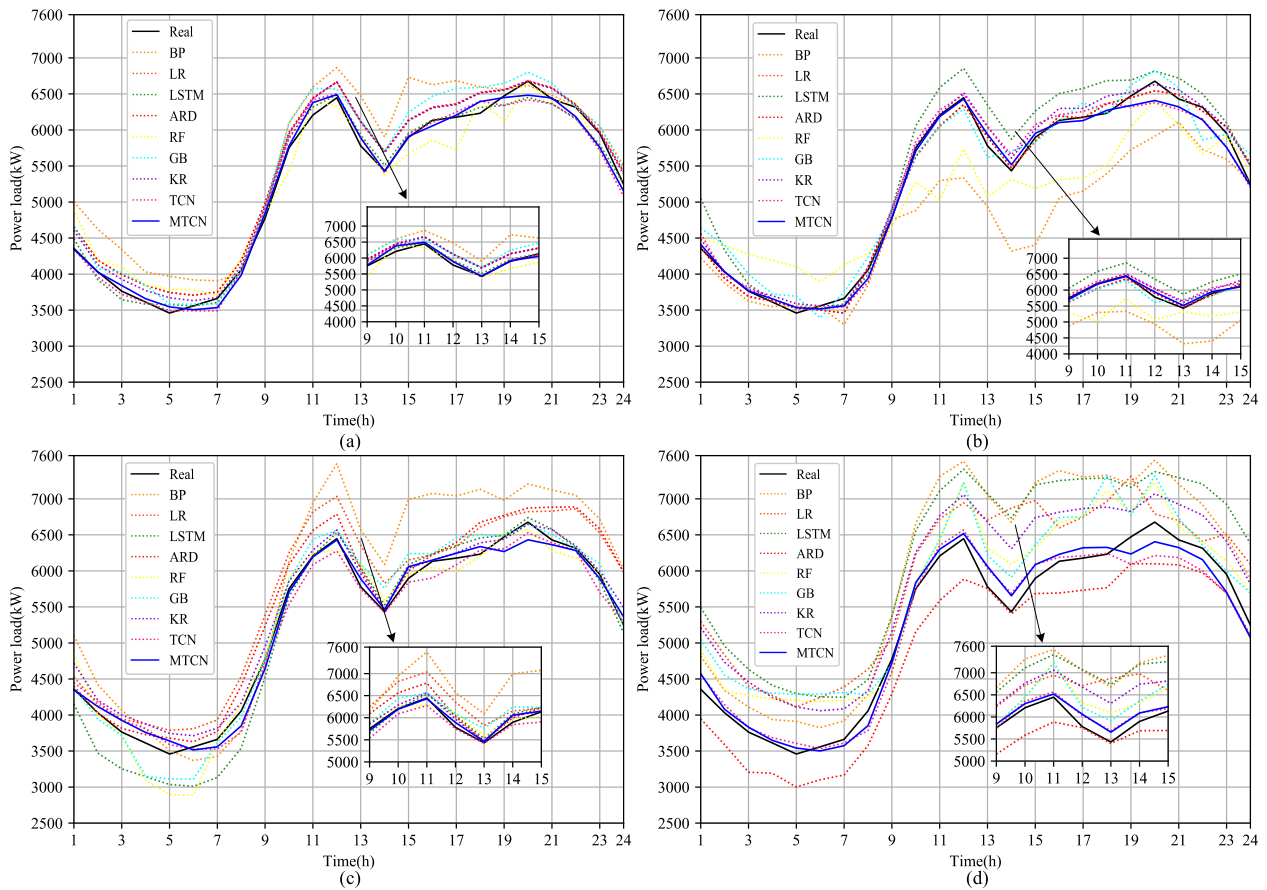 7600
7000
6500
6000
5500
5000
4500
4000
3500
3000
2500
Power load(kW)
Real
BP
LR
LSTM
ARD
RF
GB
KR
TCN
MTCN
7000
6500
6000
5500
5000
4500
4000
9 10 11 12 13 14 15
1 3 5 7 9 11 13 15 17 19 21 23 24
Time(h)
(a)
7600
7000
6500
6000
5500
5000
4500
4000
3500
3000
2500
Power load(kW)
Real
BP
LR
LSTM
ARD
RF
GB
KR
TCN
MTCN
7000
6500
6000
5500
5000
4500
4000
9 10 11 12 13 14 15
1 3 5 7 9 11 13 15 17 19 21 23 24
Time(h)
(b)
7600
7000
6500
6000
5500
5000
4500
4000
3500
3000
2500
Power load(kW)
Real
BP
LR
LSTM
ARD
RF
GB
KR
TCN
MTCN
7600
7000
6500
6000
5500
5000
9 10 11 12 13 14 15
1 3 5 7 9 11 13 15 17 19 21 23 24
Time(h)
(c)
7600
7000
6500
6000
5500
5000
4500
4000
3500
3000
2500
Power load(kW)
Real
BP
LR
LSTM
ARD
RF
GB
KR
TCN
MTCN
7600
7000
6500
6000
5500
5000
9 10 11 12 13 14 15
1 3 5 7 9 11 13 15 17 19 21 23 24
Time(h)
(d)